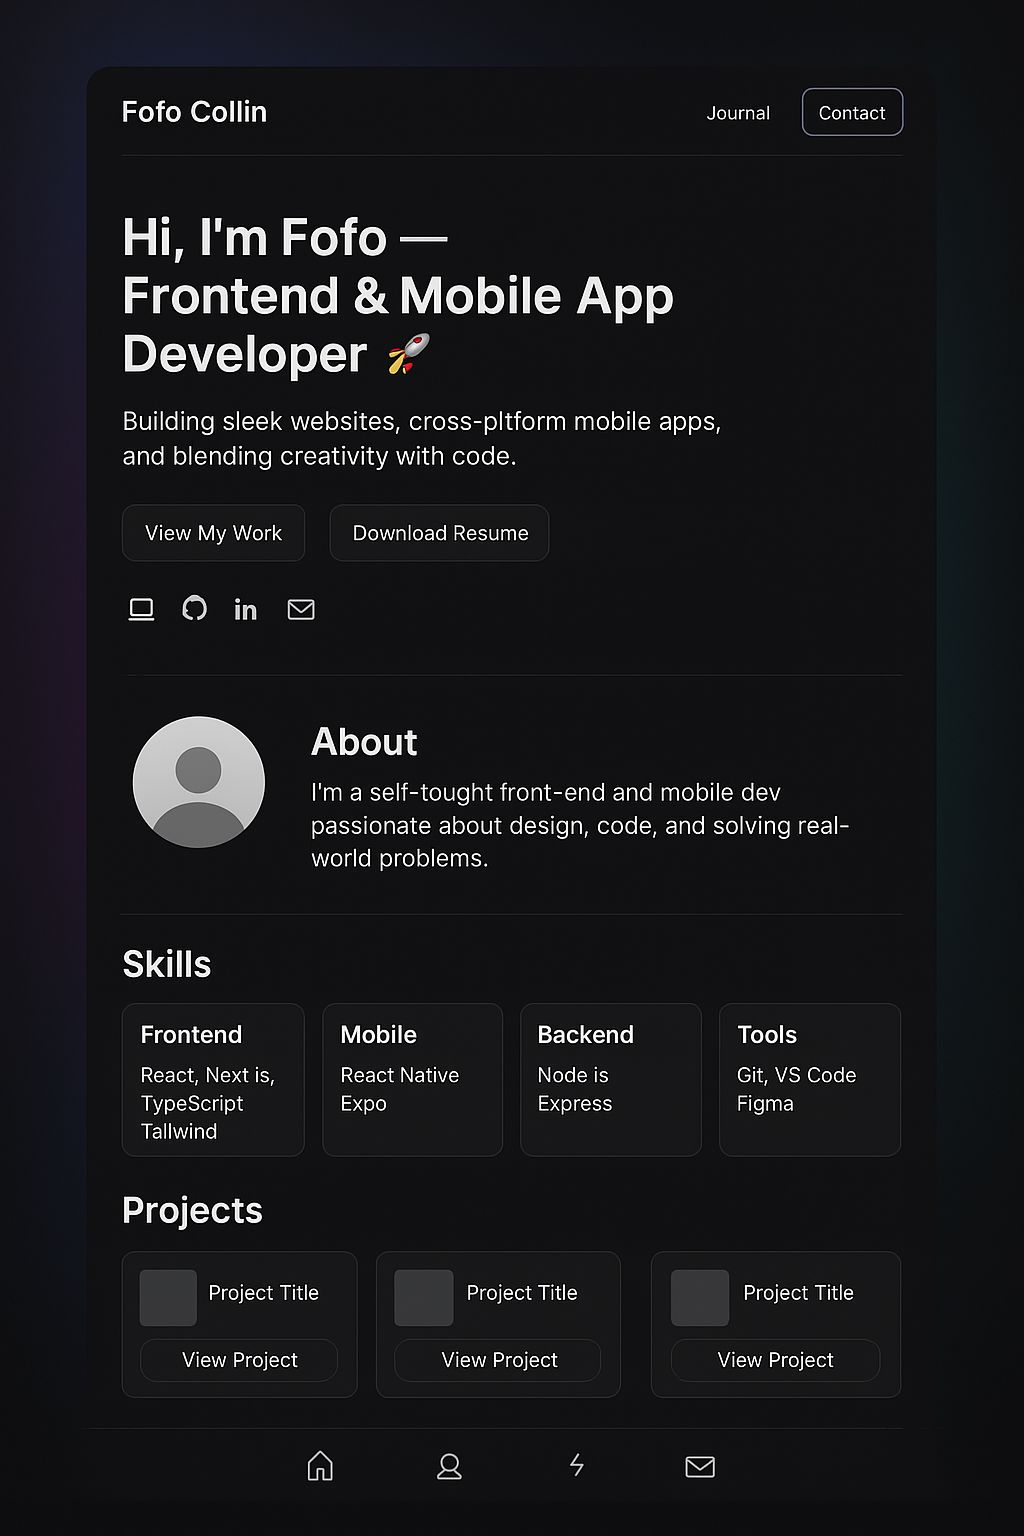 Fofo Collin
Journal
Contact
Hi, I'm Fofo —
Frontend & Mobile App
Developer 🚀
Building sleek websites, cross-pltform mobile apps,
and blending creativity with code.
View My Work
Download Resume
in
About
I'm a self-tought front-end and mobile dev
passionate about design, code, and solving real-
world problems.
Skills
Frontend
React, Next is,
TypeScript
Tallwind
Mobile
React Native
Expo
Backend
Node is
Express
Tools
Git, VS Code
Figma
Projects
Project Title
View Project
Project Title
View Project
Project Title
View Project